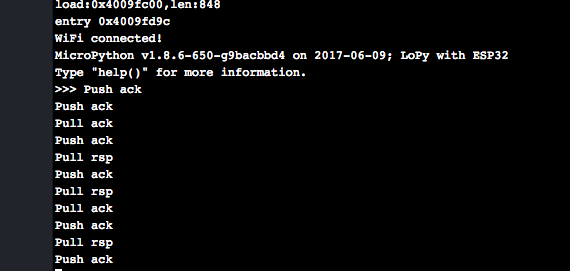 load:0x4009fc00,len:848
entry 0x4009fd9c
WiFi connected!
MicroPython v1.8.6-650-g9bacbbd4 on 2017-06-09; LoPy with ESP32
Type "help()" for more information.
>>> Push ack
Push ack
Pull ack
Push ack
Pull rsp
Push ack
Pull rsp
Pull ack
Push ack
Pull rsp
Push ack